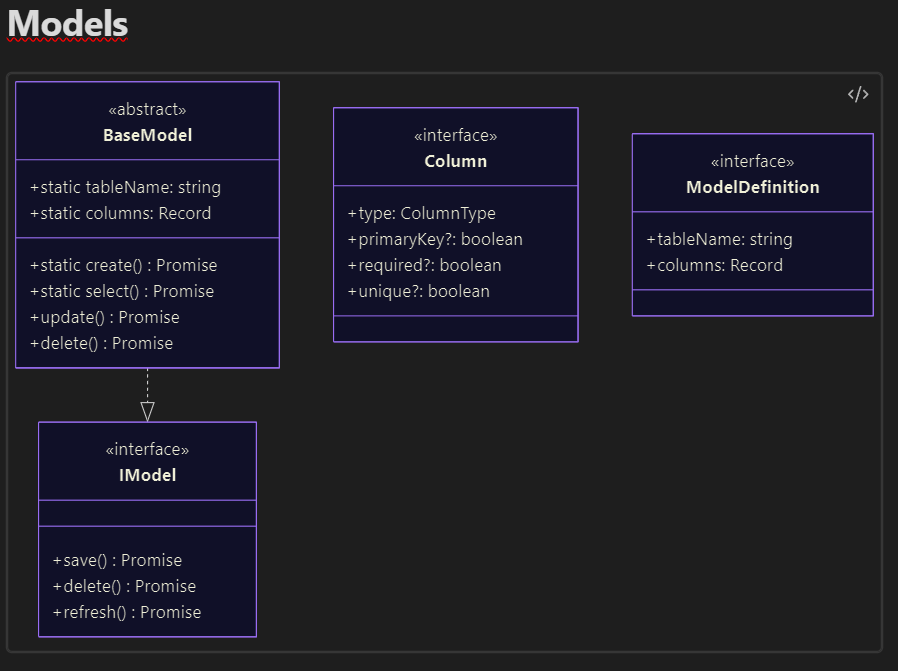 Models
</>
«abstract»
BaseModel
+static tableName: string
+static columns: Record
+static create() : Promise
+static select() : Promise
+update() : Promise
+delete() : Promise
«interface»
Column
+type: ColumnType
+primaryKey?: boolean
+required?: boolean
+unique?: boolean
«interface»
ModelDefinition
+tableName: string
+columns: Record
«interface»
IModel
+save() : Promise
+delete() : Promise
+refresh() : Promise